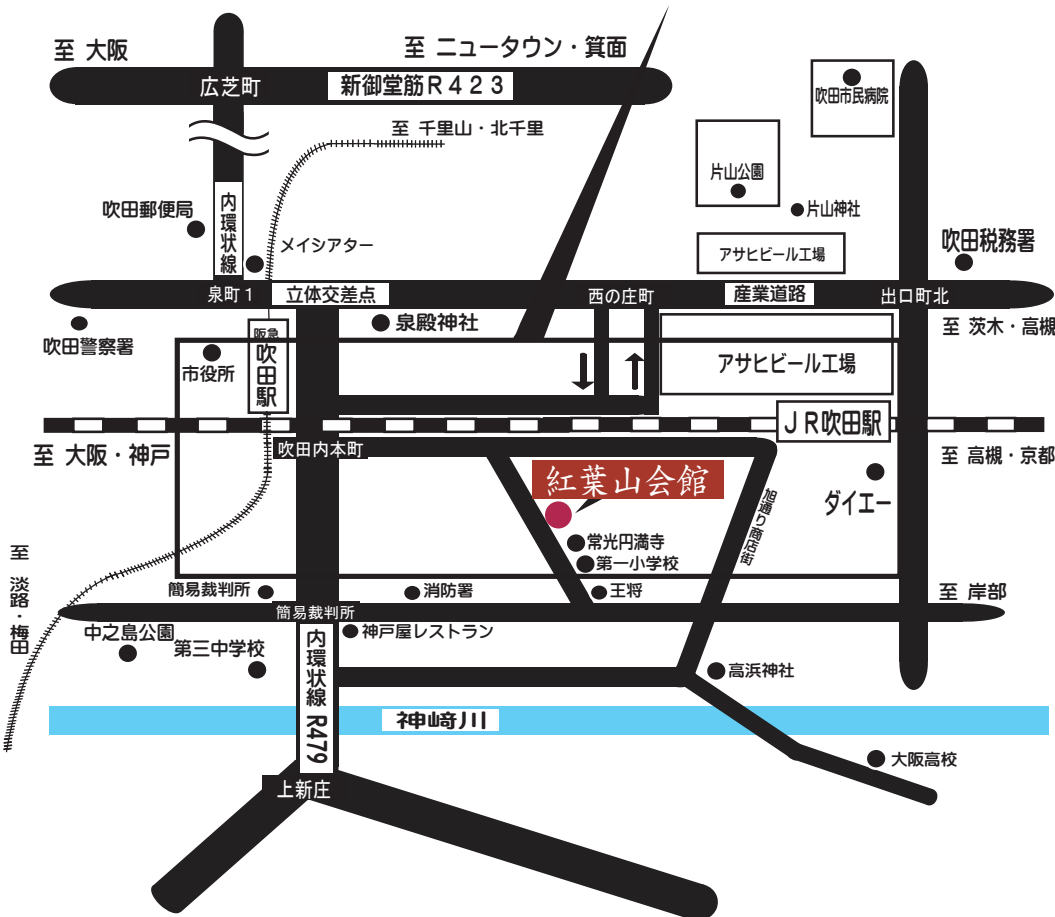 至 大阪
至 ニュータウン・箕面
広芝町
新御堂筋R423
吹田市民病院
至 千里山・北千里
片山公園
吹田郵便局
内環状線
片山神社
メイシアター
アサヒビール工場
吹田税務署
泉町1
立体交差点
西の庄町
産業道路
出口町北
泉殿神社
至 茨木・高槻
吹田警察署
阪急
吹田駅
市役所
アサヒビール工場
JR吹田駅
至 大阪・神戸
吹田内本町
至 高槻・京都
紅葉山会館
ダイエー
旭通り商店街
常光円満寺
第一小学校
至 淡路・梅田
簡易裁判所
消防署
王将
至 岸部
簡易裁判所
中之島公園
神戸屋レストラン
第三中学校
内環状線 R479
高浜神社
神崎川
大阪高校
上新庄